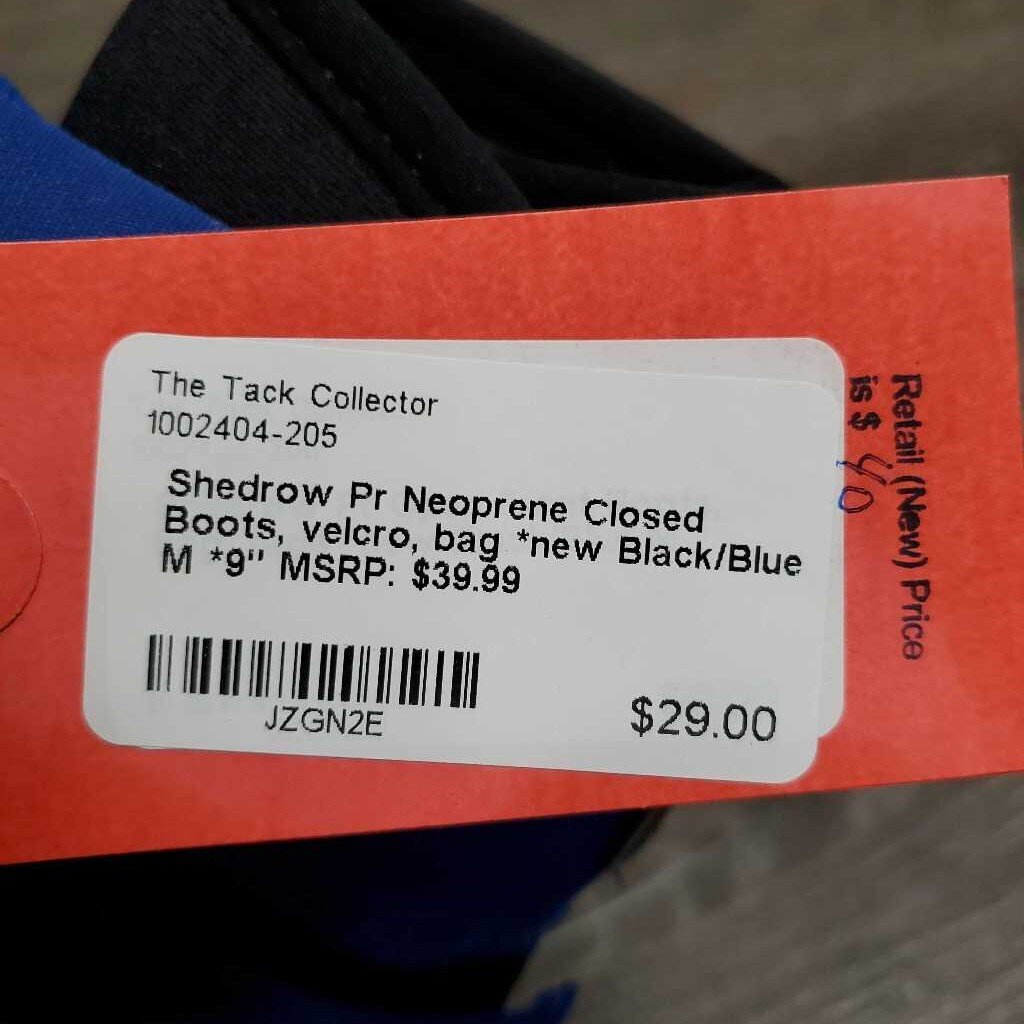 The Tack Collector
1002404-205
Shedrow Pr Neoprene Closed
Boots, velcro, bag *new Black/Blue
M *9" MSRP: $39.99
JZGN2E
$29.00
Retail (New) Price
is $ 40